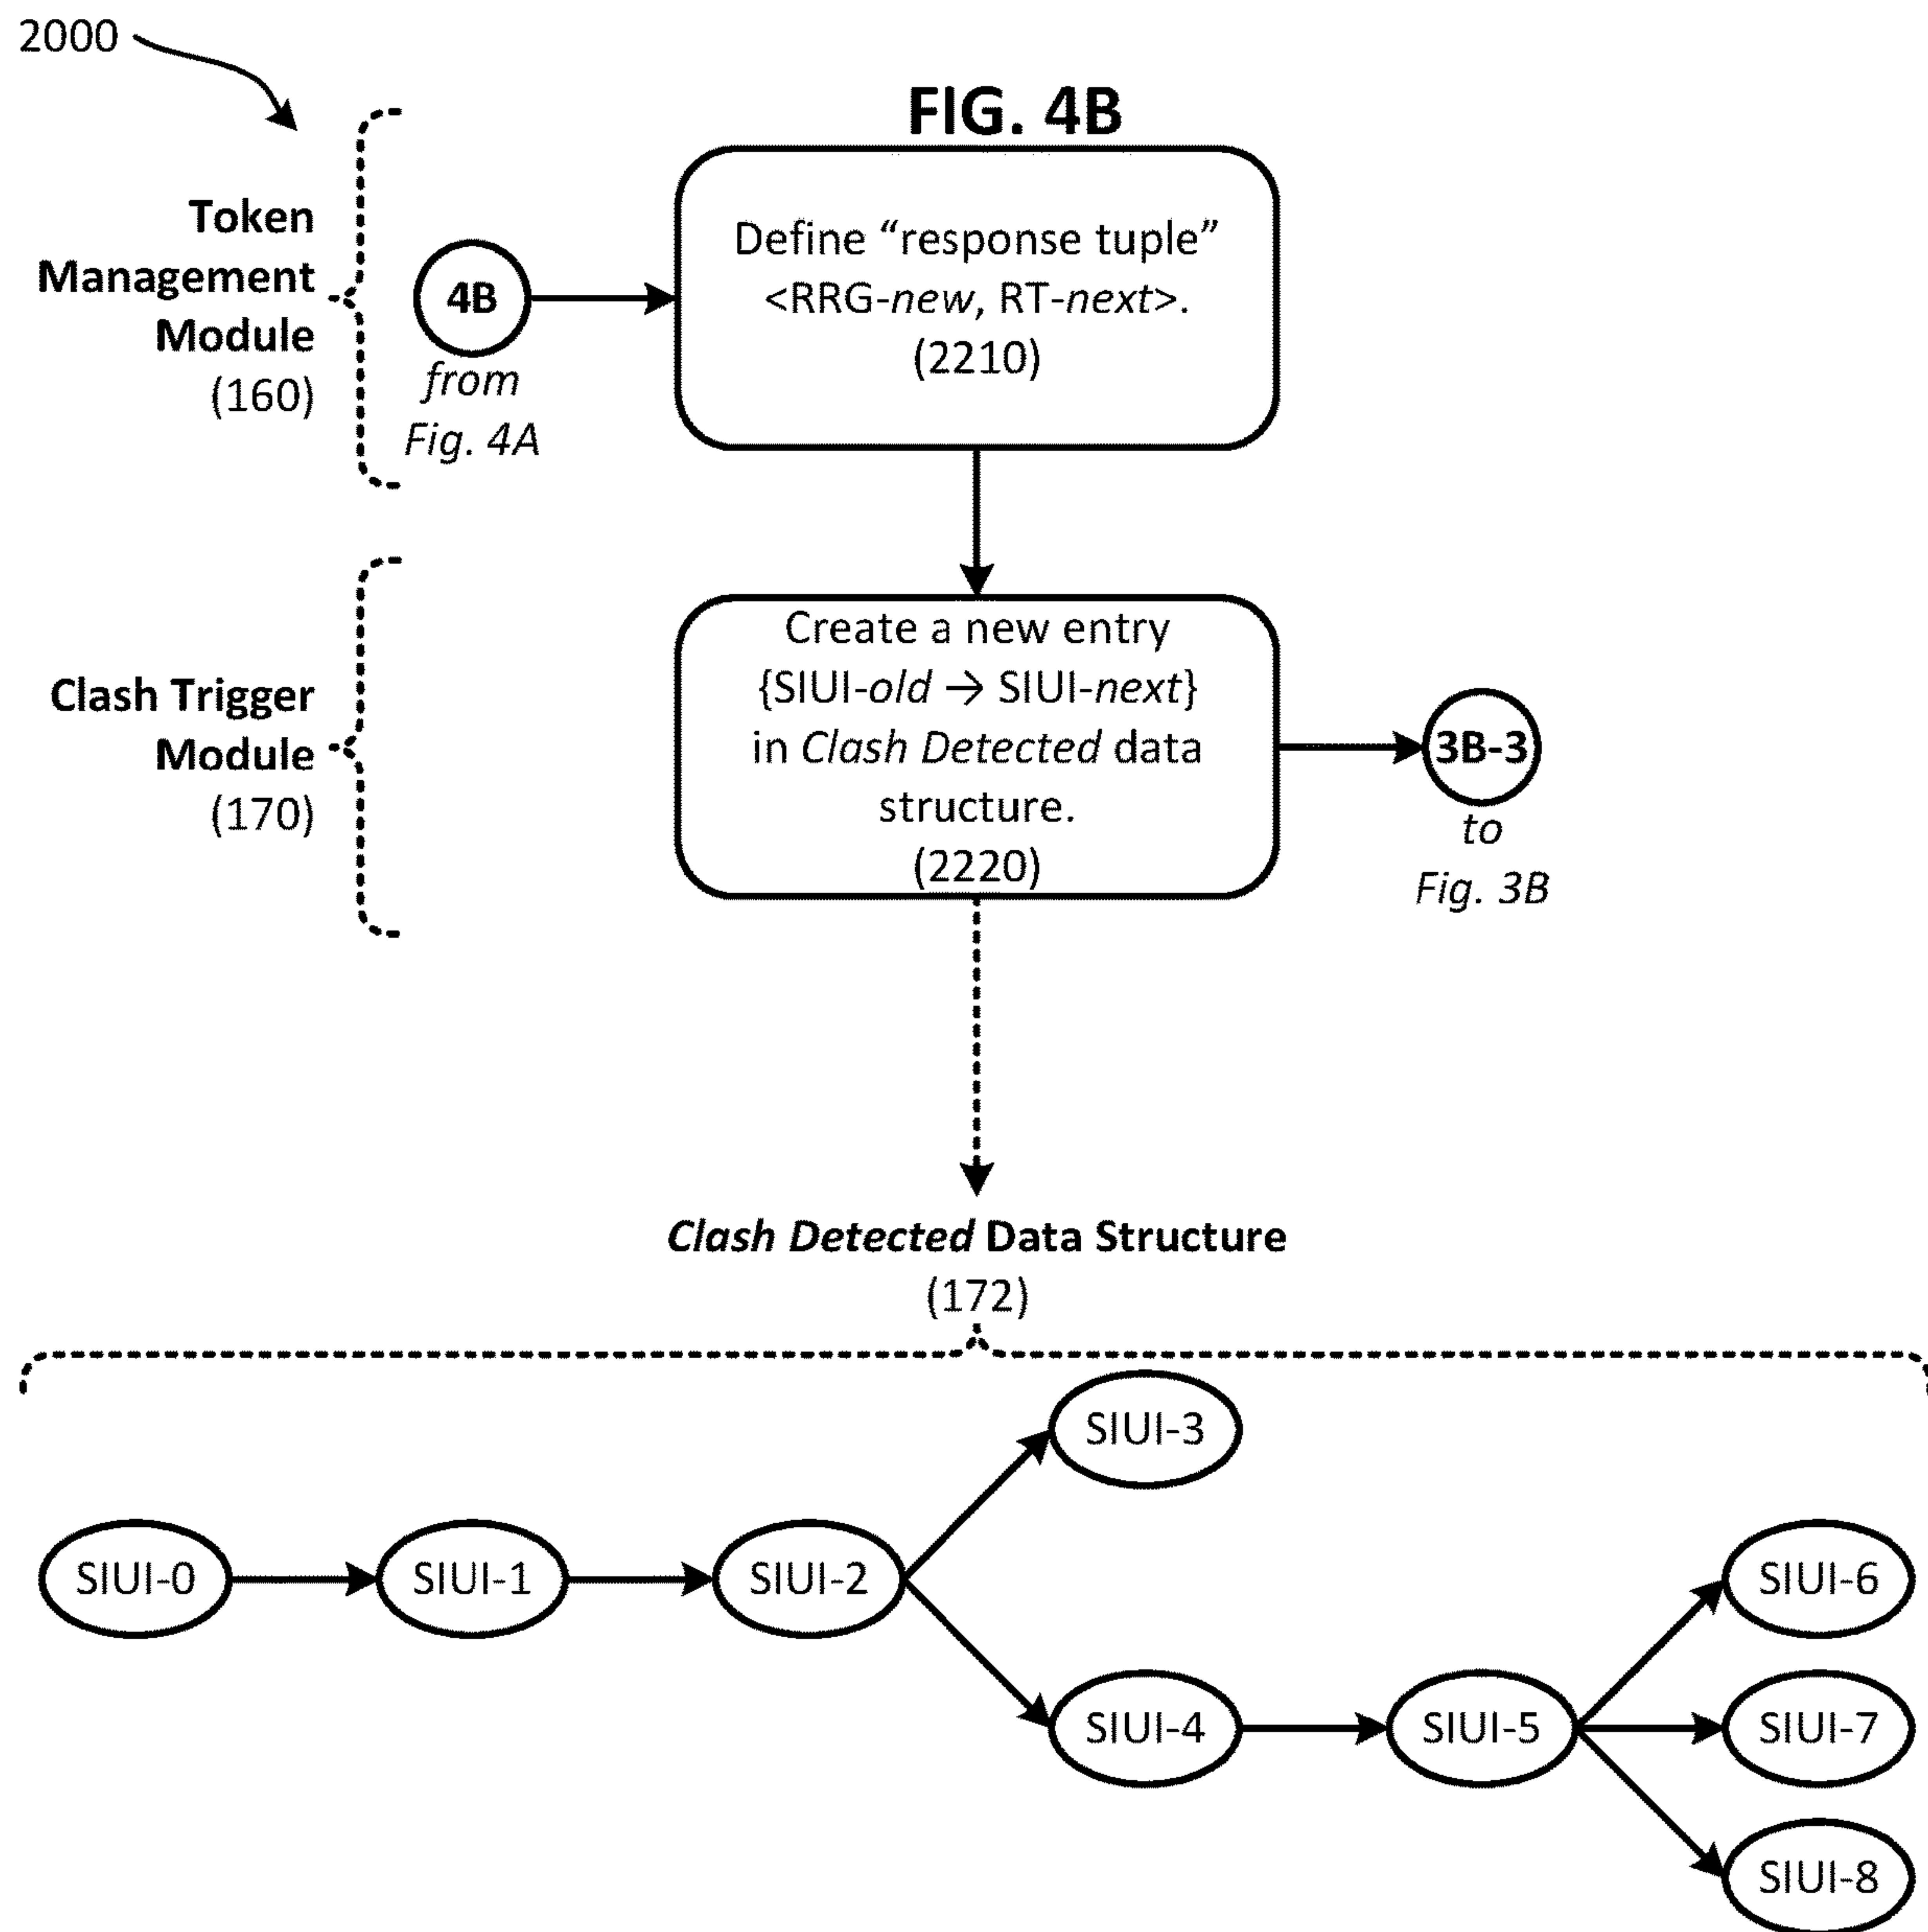 2000
FIG. 4B
Token
Management
Module
(160)
4B
from
Fig. 4A
Define “response tuple”
<RRG-new, RT-next>.
(2210)
Clash Trigger
Module
(170)
Create a new entry
{SIUI-old → SIUI-next}
in Clash Detected data
structure.
(2220)
3B-3
to
Fig. 3B
Clash Detected Data Structure
(172)
SIUI-3
SIUI-0
SIUI-1
SIUI-2
SIUI-6
SIUI-4
SIUI-5
SIUI-7
SIUI-8